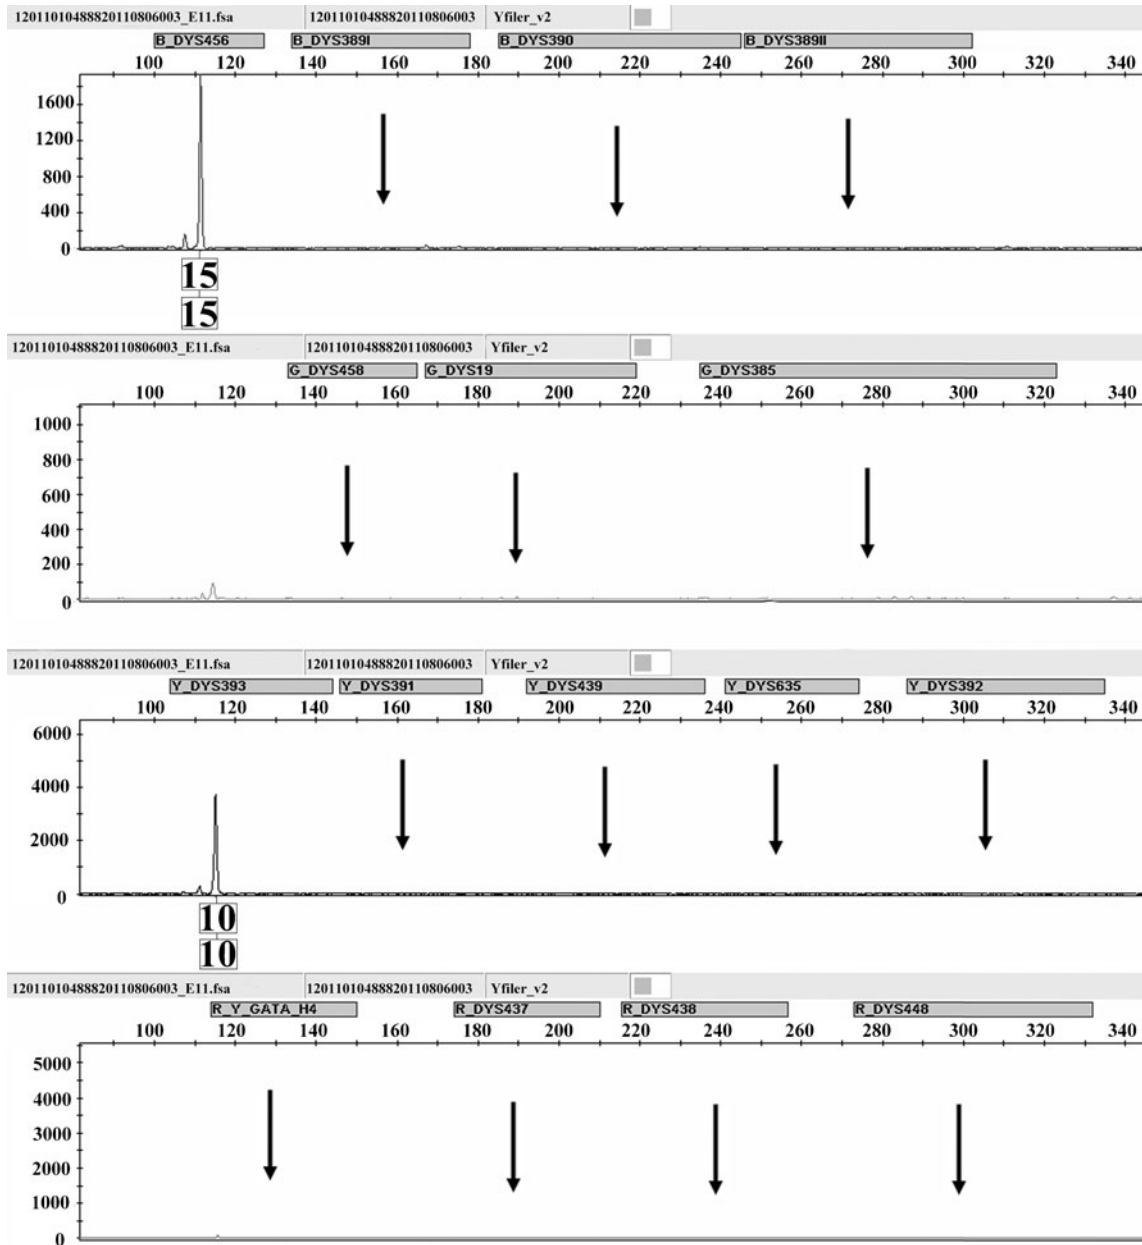 12011010488820110806003_E11.fsa 12011010488820110806003 Yfiler_v2
B_DYS456 B_DYS389I B_DYS390 B_DYS389II
100 120 140 160 180 200 220 240 260 280 300 320 340
1600
1200
800
400
0
15
15
12011010488820110806003_E11.fsa 12011010488820110806003 Yfiler_v2
G_DYS458 G_DYS19 G_DYS385
100 120 140 160 180 200 220 240 260 280 300 320 340
1000
800
600
400
200
0
12011010488820110806003_E11.fsa 12011010488820110806003 Yfiler_v2
Y_DYS393 Y_DYS391 Y_DYS439 Y_DYS635 Y_DYS392
100 120 140 160 180 200 220 240 260 280 300 320 340
6000
4000
2000
0
10
10
12011010488820110806003_E11.fsa 12011010488820110806003 Yfiler_v2
R_Y_GATA_H4 R_DYS437 R_DYS438 R_DYS448
100 120 140 160 180 200 220 240 260 280 300 320 340
5000
4000
3000
2000
1000
0